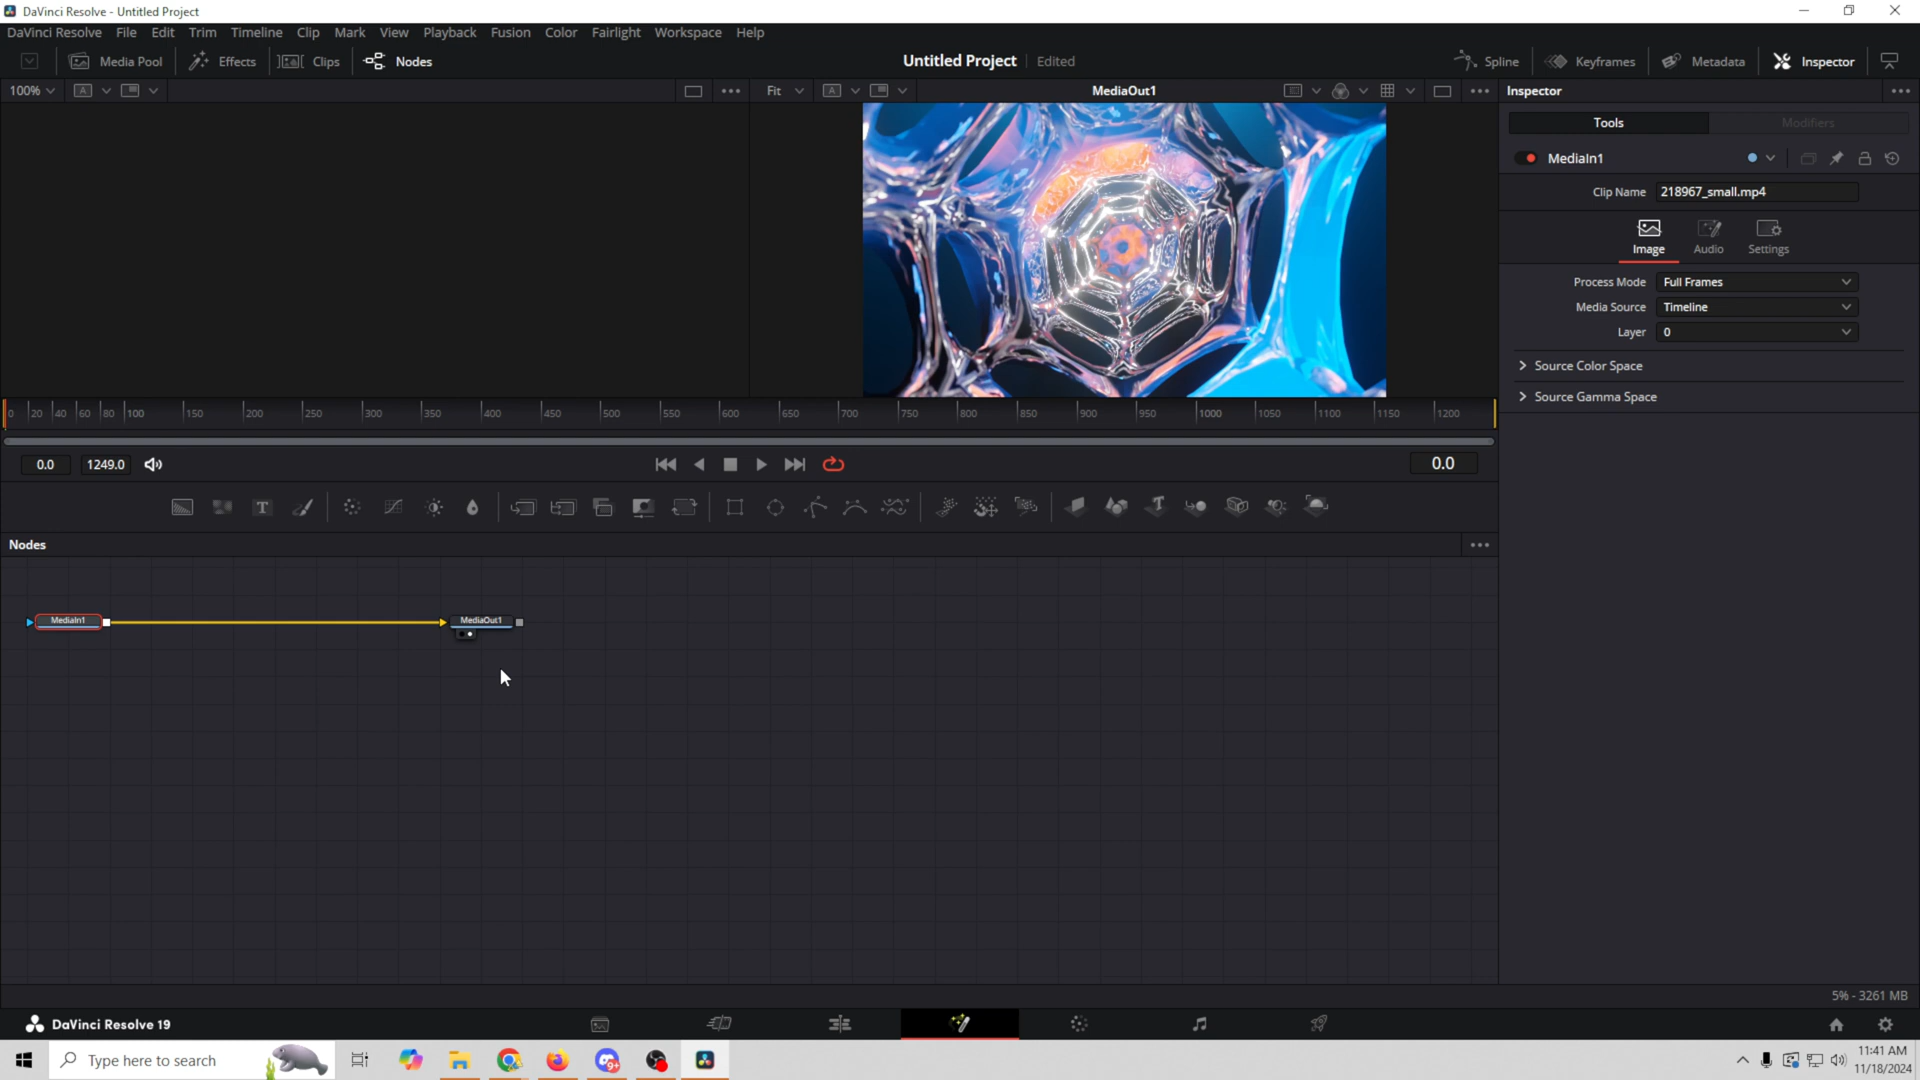 DaVinci Resolve - Untitled Project
DaVinci Resolve File Edit Trim Timeline Clip Mark View Playback Fusion Color Fairlight Workspace Help
Media Pool Effects Clips Nodes Untitled Project Edited Spline Keyframes Metadata Inspector
100% A Fit A MediaOut1 Inspector
Tools Modifiers
MediaIn1
Clip Name 218967_small.mp4
Image Audio Settings
Process Mode Full Frames
Media Source Timeline
Layer 0
Source Color Space
Source Gamma Space
0 20 40 60 80 100 150 200 250 300 350 400 450 500 550 600 650 700 750 800 850 900 950 1000 1050 1100 1150 1200
0.0 1249.0 0.0
T
Nodes
MediaIn1 MediaOut1
5% - 3261 MB
DaVinci Resolve 19
Type here to search
9+
11:41 AM
11/18/2024